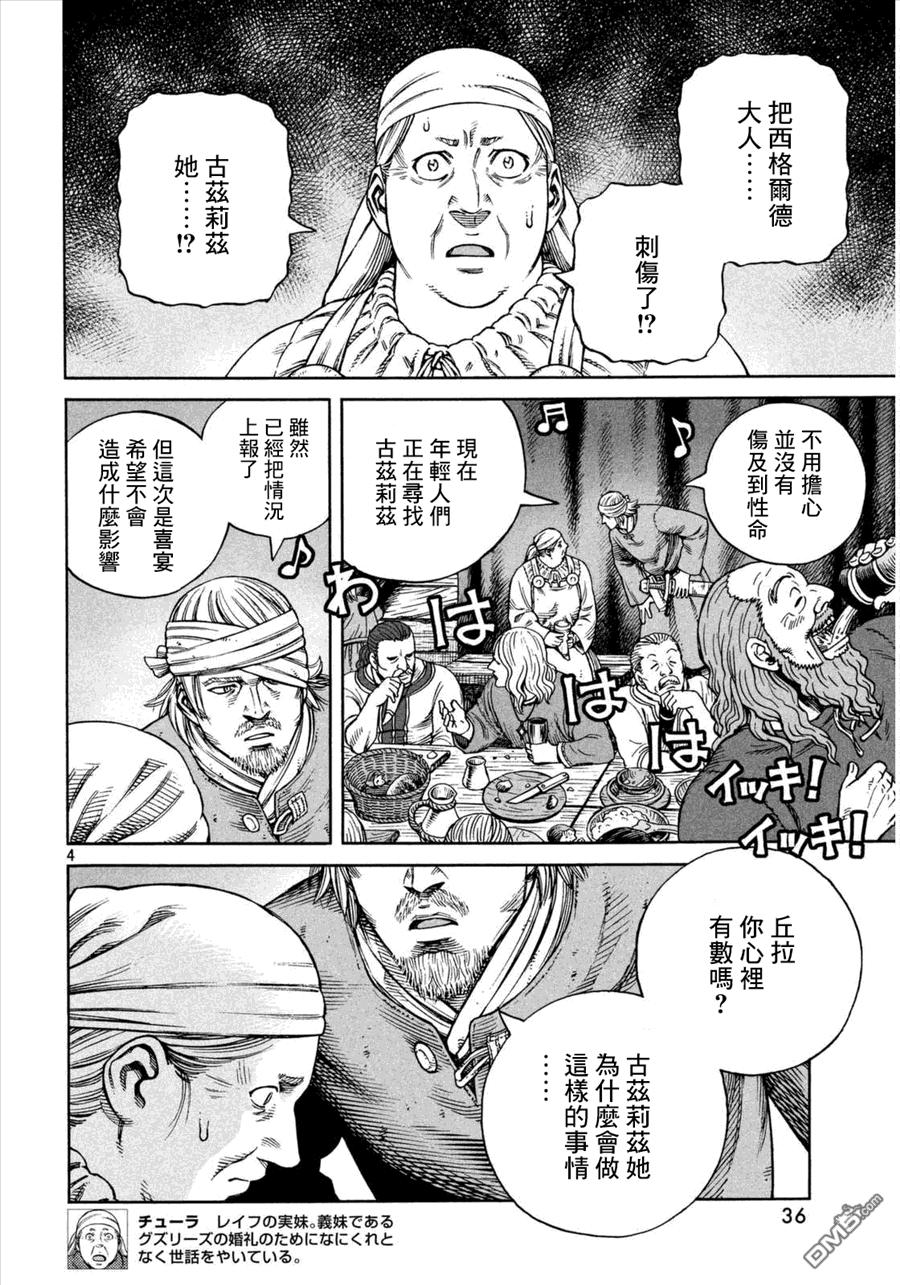 把西格爾德
大人……
刺傷了!?
古茲莉茲
她……!?
不用擔心
並沒有
傷及到性命
現在
年輕人們
正在尋找
古茲莉茲
♬
♪
は
は
は
わ
イッキ!
イッキ!
雖然
已經把情況
上報了
但這次是喜宴
希望不會
造成什麼影響
♪
4
丘拉
你心裡
有數嗎?
古茲莉茲她
為什麼會做
這樣的事情
……
チューラ　レイフの実妹。義妹である
グズリーズの婚礼のためになにくれと
なく世話をやいている。
36
DM5.com